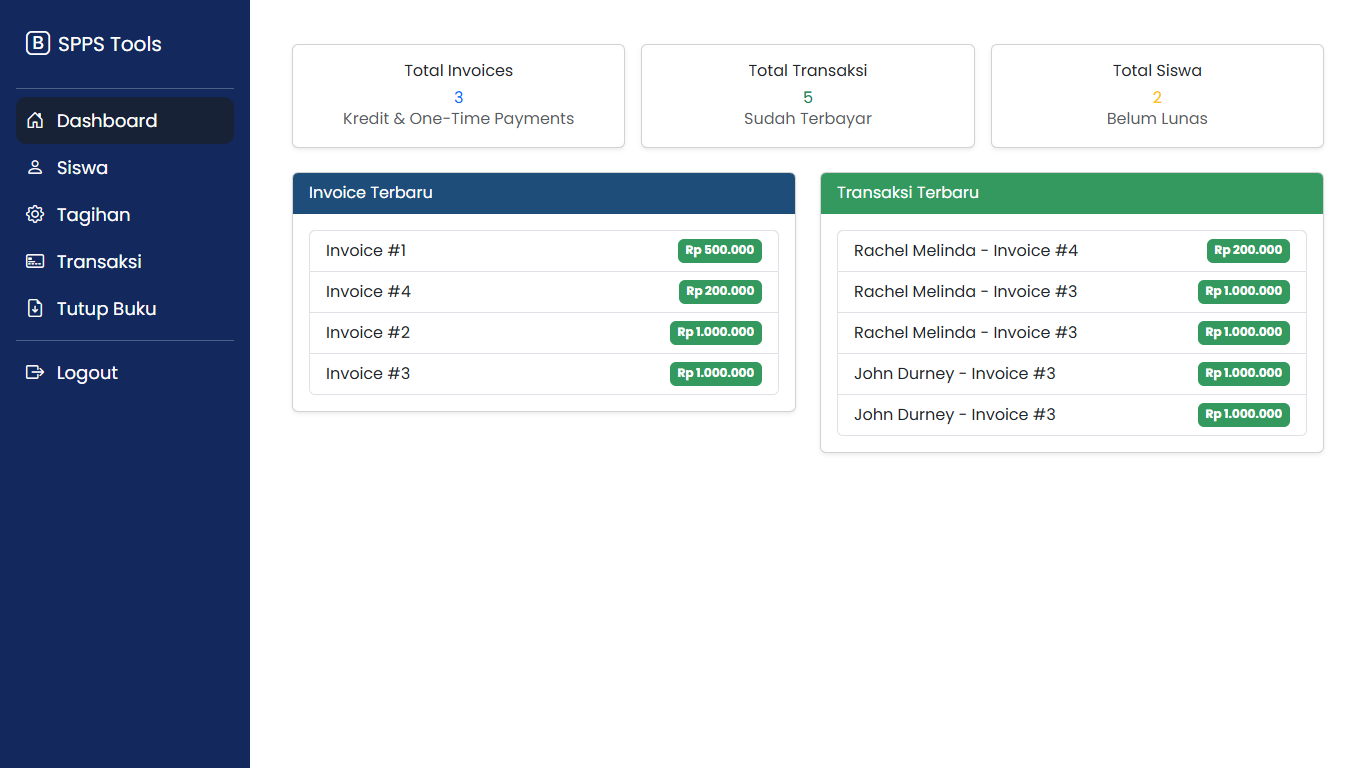 B SPPS Tools
Dashboard
Siswa
Tagihan
Transaksi
Tutup Buku
Logout
Total Invoices
3
Kredit & One-Time Payments
Total Transaksi
5
Sudah Terbayar
Total Siswa
2
Belum Lunas
Invoice Terbaru
Invoice #1 Rp 500.000
Invoice #4 Rp 200.000
Invoice #2 Rp 1.000.000
Invoice #3 Rp 1.000.000
Transaksi Terbaru
Rachel Melinda - Invoice #4 Rp 200.000
Rachel Melinda - Invoice #3 Rp 1.000.000
Rachel Melinda - Invoice #3 Rp 1.000.000
John Durney - Invoice #3 Rp 1.000.000
John Durney - Invoice #3 Rp 1.000.000